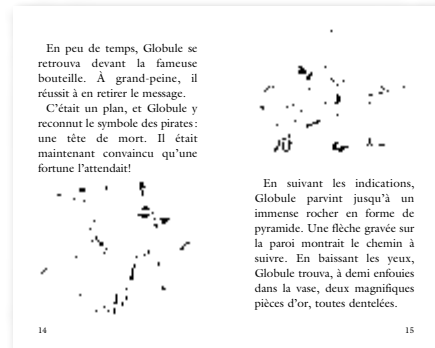 En peu de temps, Globule se
retrouva devant la fameuse
bouteille. À grand-peine, il
réussit à en retirer le message.
C'était un plan, et Globule y
reconnut le symbole des pirates :
une tête de mort. Il était
maintenant convaincu qu'une
fortune l'attendait!
14
En suivant les indications,
Globule parvint jusqu'à un
immense rocher en forme de
pyramide. Une flèche gravée sur
la paroi montrait le chemin à
suivre. En baissant les yeux,
Globule trouva, à demi enfouies
dans la vase, deux magnifiques
pièces d'or, toutes dentelées.
15